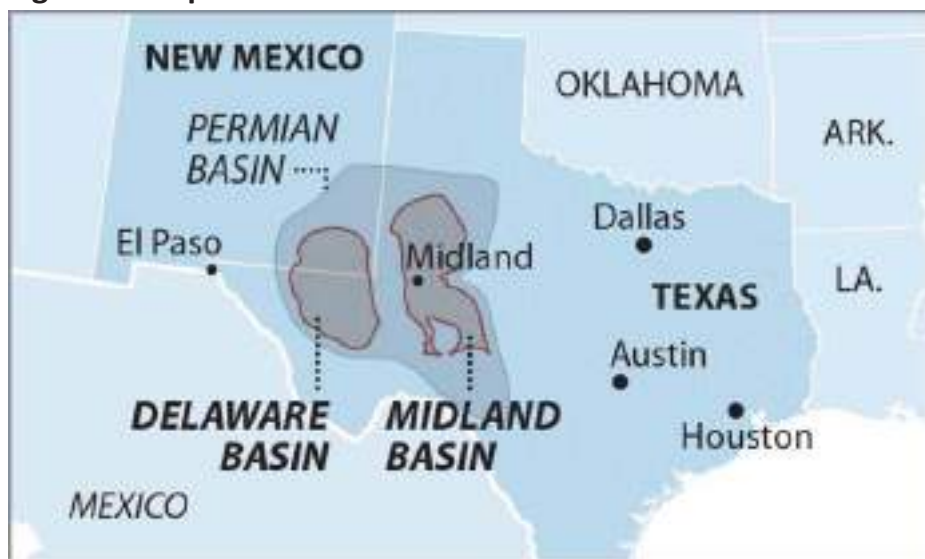 NEW MEXICO
OKLAHOMA
PERMIAN
BASIN
ARK.
Dallas
El Paso
Midland
TEXAS
LA.
Austin
DELAWARE
BASIN
MIDLAND
BASIN
Houston
MEXICO